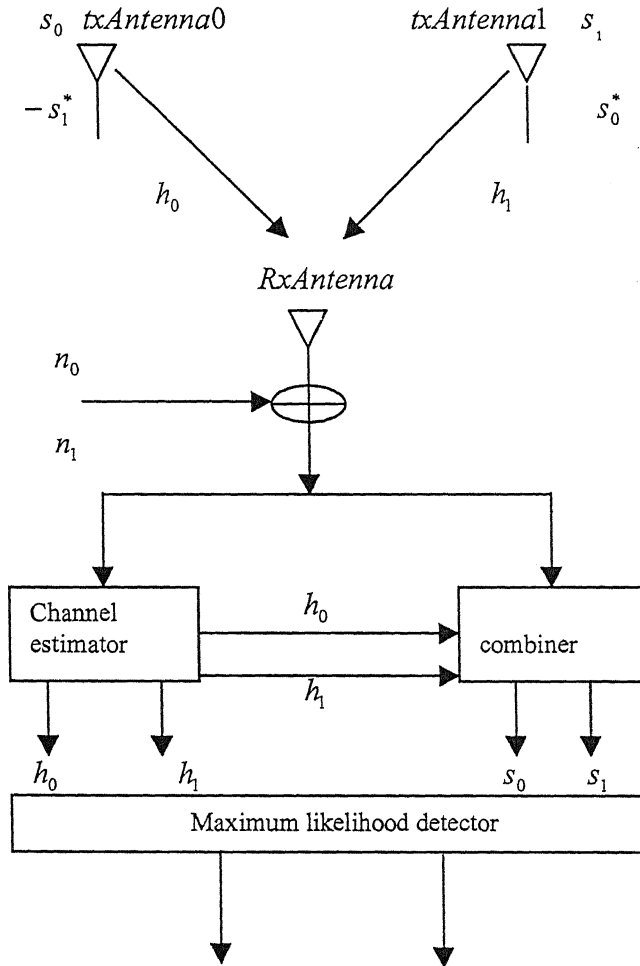 s₀ txAntenna0 txAntenna1 s₁
−s₁* s₀*
h₀ h₁
RxAntenna
n₀
n₁
Channel
estimator
h₀
h₁
combiner
h₀ h₁ s₀ s₁
Maximum likelihood detector